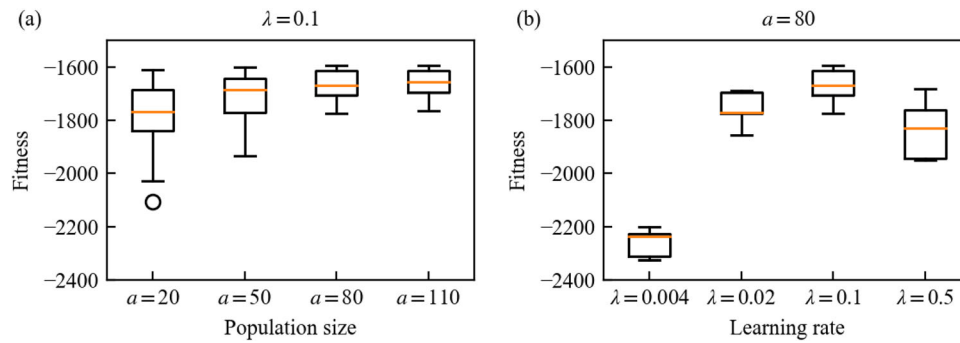 (a)
λ=0.1
Fitness
−1600
−1800
−2000
−2200
−2400
a=20 a=50 a=80 a=110
Population size
(b)
a=80
Fitness
−1600
−1800
−2000
−2200
−2400
λ=0.004 λ=0.02 λ=0.1 λ=0.5
Learning rate